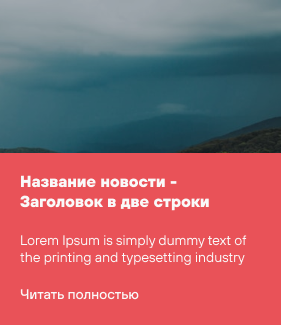 Название новости -
Заголовок в две строки
Lorem Ipsum is simply dummy text of
the printing and typesetting industry
Читать полностью